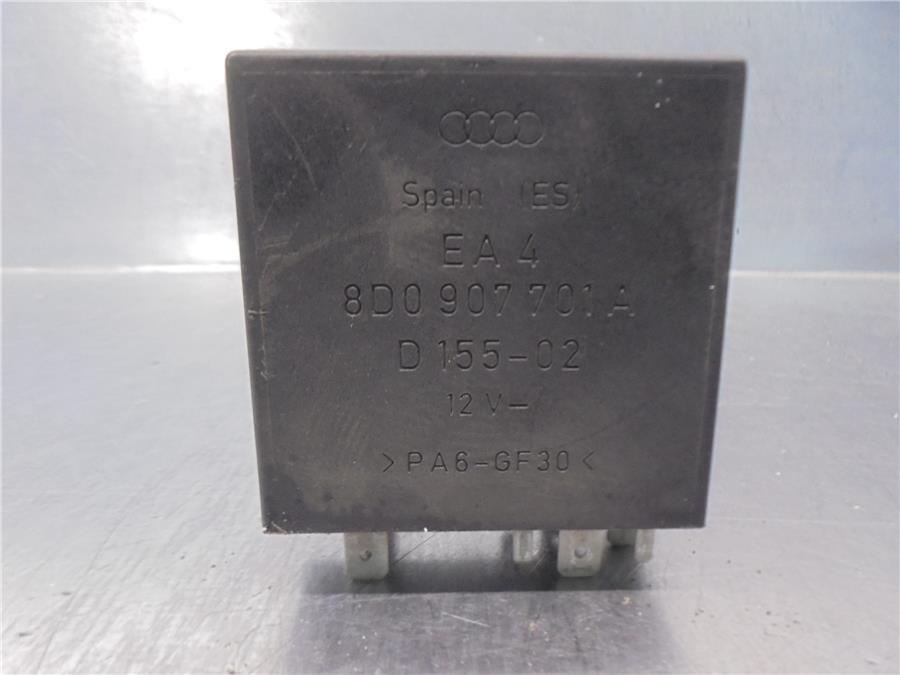 Spain (ES)
EA 4
8D0 907 701 A
D 155-02
12 V-
>PA6-GF30<